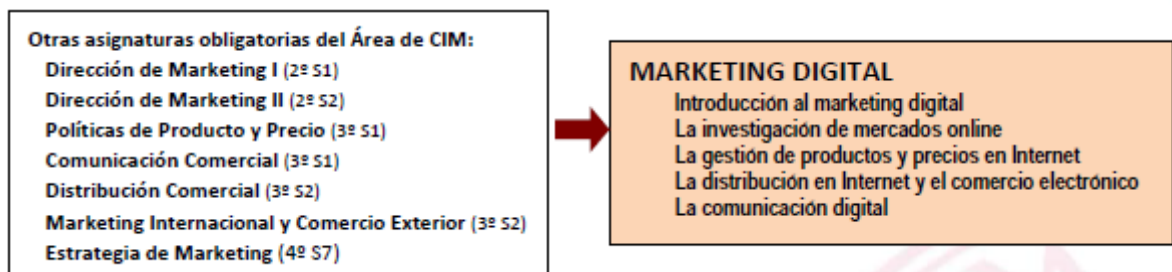 Otras asignaturas obligatorias del Área de CIM:
Dirección de Marketing I (2º S1)
Dirección de Marketing II (2º S2)
Políticas de Producto y Precio (3º S1)
Comunicación Comercial (3º S1)
Distribución Comercial (3º S2)
Marketing Internacional y Comercio Exterior (3º S2)
Estrategia de Marketing (4º S7)
MARKETING DIGITAL
Introducción al marketing digital
La investigación de mercados online
La gestión de productos y precios en Internet
La distribución en Internet y el comercio electrónico
La comunicación digital